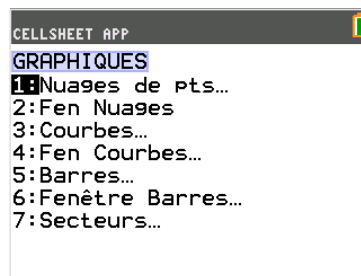 CELLSHEET APP
GRAPHIQUES
1:Nuages de pts…
2:Fen Nuages
3:Courbes…
4:Fen Courbes…
5:Barres…
6:Fenêtre Barres…
7:Secteurs…